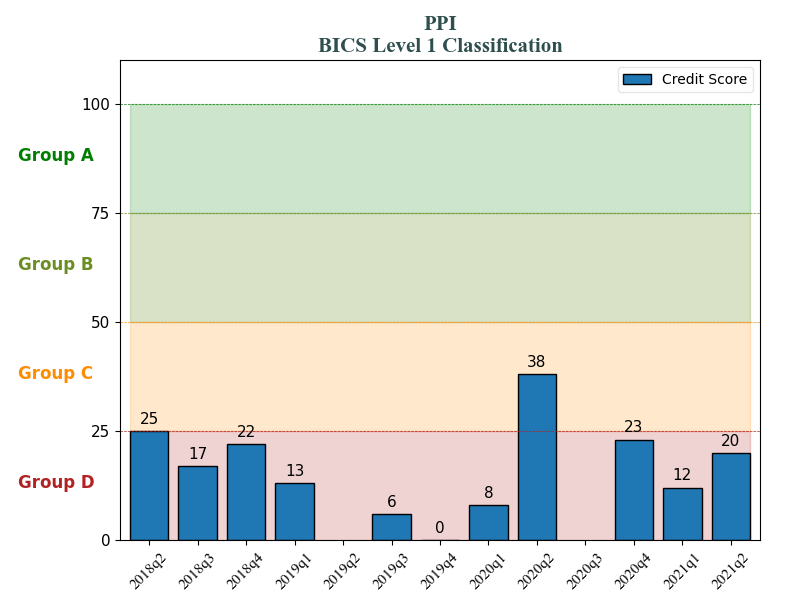 PPI
BICS Level 1 Classification
Credit Score
100
Group A
75
Group B
50
Group C
38
25
25
17
22
13
6
0
8
23
12
20
Group D
0
2018q2
2018q3
2018q4
2019q1
2019q2
2019q3
2019q4
2020q1
2020q2
2020q3
2020q4
2021q1
2021q2